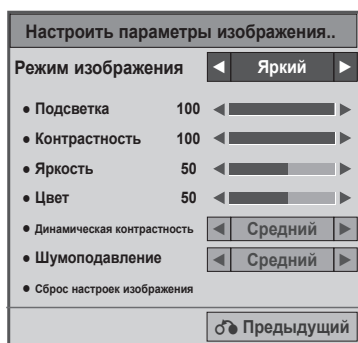 Настроить параметры изображения..
Режим изображения ◀ Яркий ▶
● Подсветка 100
● Контрастность 100
● Яркость 50
● Цвет 50
● Динамическая контрастность ◀ Средний ▶
● Шумоподавление ◀ Средний ▶
● Сброс настроек изображения
Предыдущий